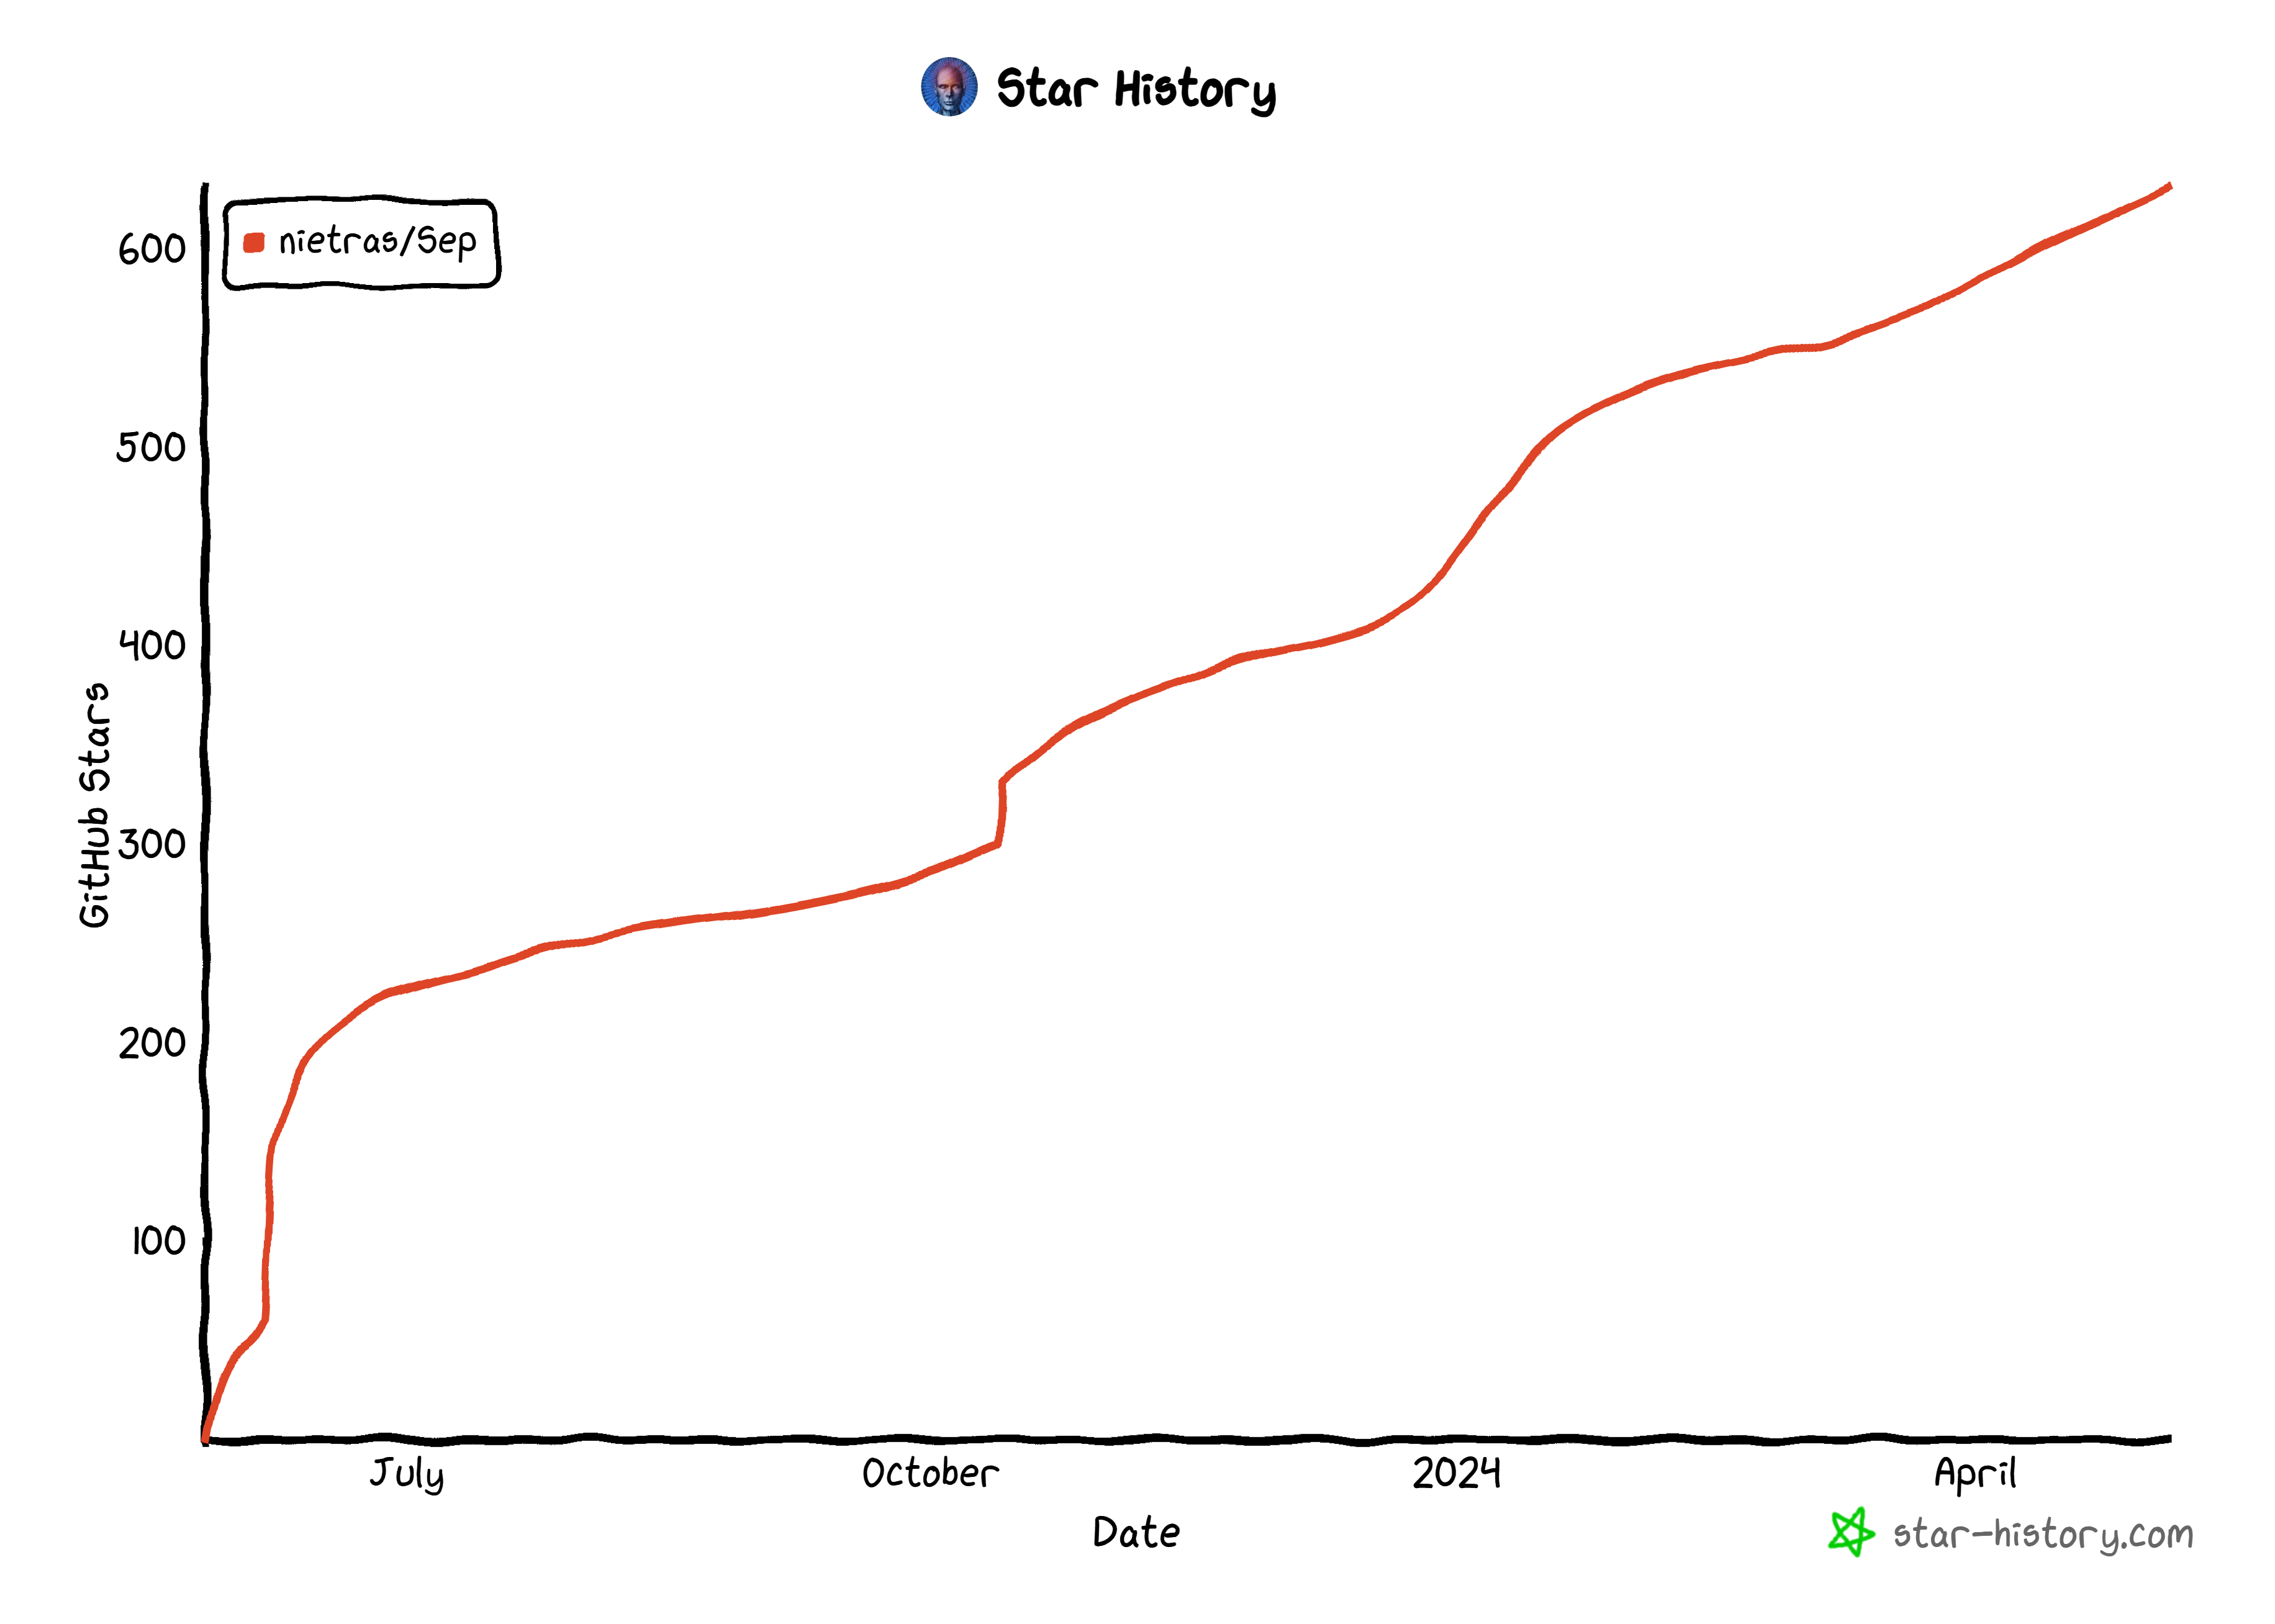 Star History
nietras/Sep
600
500
400
300
200
100
GitHub Stars
July
October
2024
April
Date
star-history.com